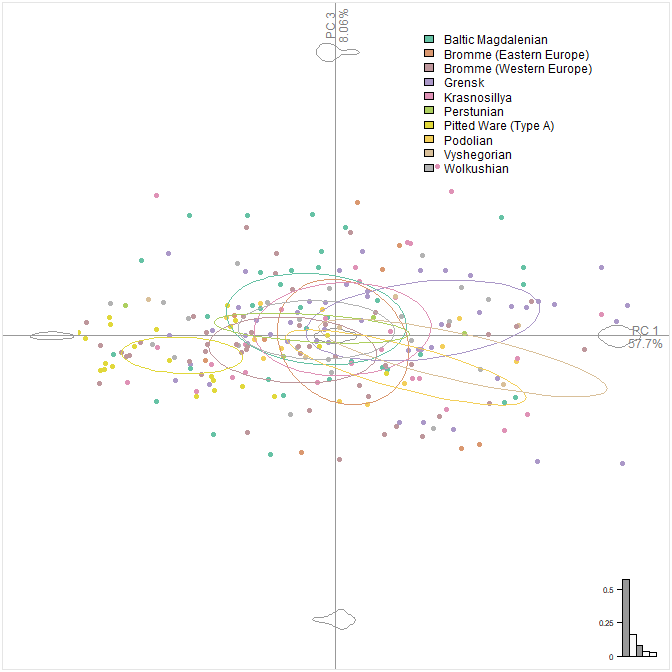 PC 3
8.06%
Baltic Magdalenian
Bromme (Eastern Europe)
Bromme (Western Europe)
Grensk
Krasnosillya
Perstunian
Pitted Ware (Type A)
Podolian
Vyshegorian
Wolkushian
PC 1
57.7%
0.5
0.25
0